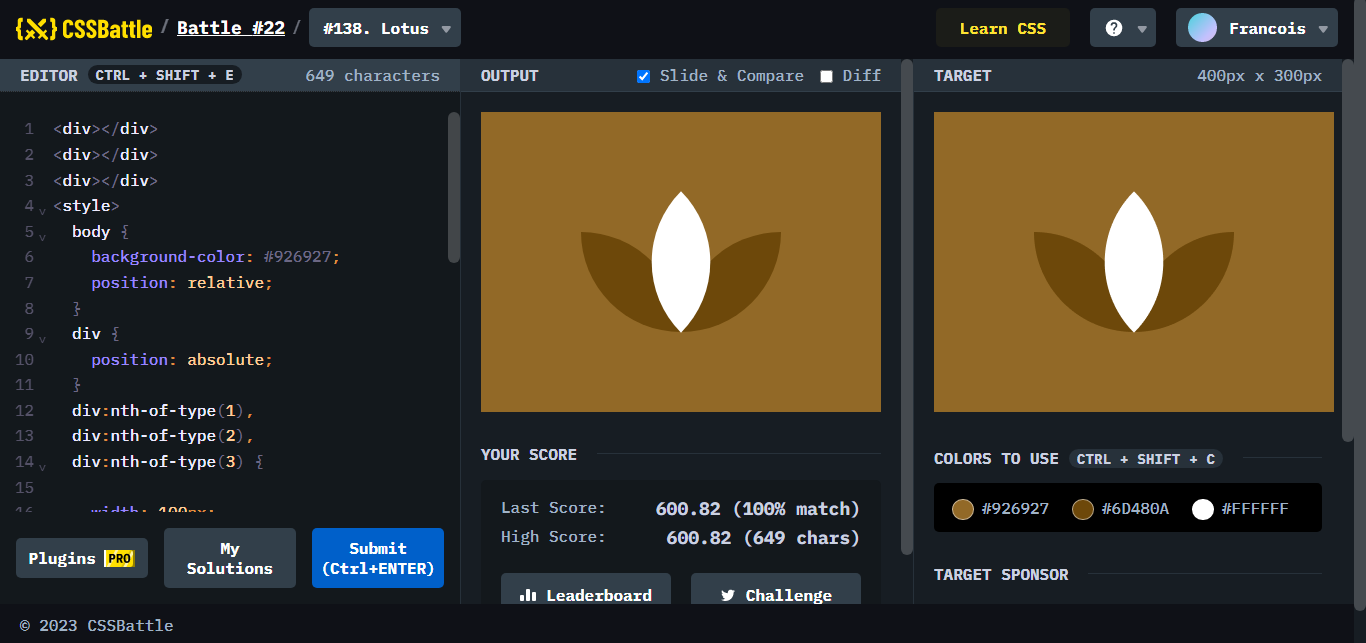 {X} CSSBattle / Battle #22 / #138. Lotus
Learn CSS
? Francois
EDITOR CTRL + SHIFT + E 649 characters
1 <div></div>
2 <div></div>
3 <div></div>
4 <style>
5 body {
6 background-color: #926927;
7 position: relative;
8 }
9 div {
10 position: absolute;
11 }
12 div:nth-of-type(1),
13 div:nth-of-type(2),
14 div:nth-of-type(3) {
15
16 width: 100px;
Plugins PRO
My Solutions
Submit (Ctrl+ENTER)
OUTPUT Slide & Compare Diff
YOUR SCORE
Last Score: 600.82 (100% match)
High Score: 600.82 (649 chars)
Leaderboard
Challenge
TARGET 400px x 300px
COLORS TO USE CTRL + SHIFT + C
#926927 #6D480A #FFFFFF
TARGET SPONSOR
© 2023 CSSBattle